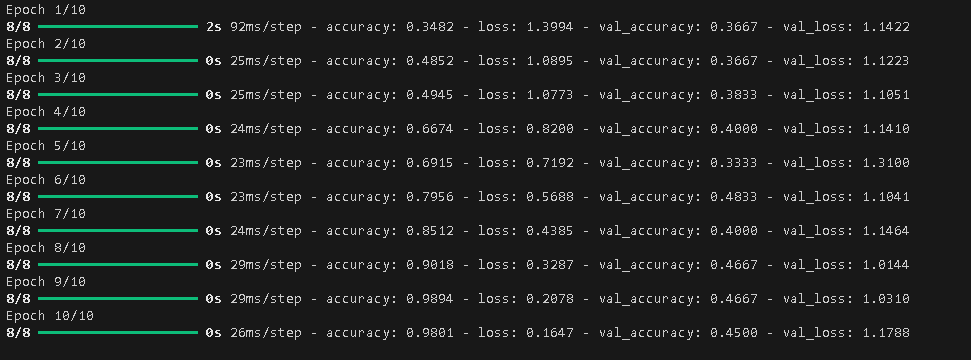 Epoch 1/10
8/8 2s 92ms/step - accuracy: 0.3482 - loss: 1.3994 - val_accuracy: 0.3667 - val_loss: 1.1422
Epoch 2/10
8/8 0s 25ms/step - accuracy: 0.4852 - loss: 1.0895 - val_accuracy: 0.3667 - val_loss: 1.1223
Epoch 3/10
8/8 0s 25ms/step - accuracy: 0.4945 - loss: 1.0773 - val_accuracy: 0.3833 - val_loss: 1.1051
Epoch 4/10
8/8 0s 24ms/step - accuracy: 0.6674 - loss: 0.8200 - val_accuracy: 0.4000 - val_loss: 1.1410
Epoch 5/10
8/8 0s 23ms/step - accuracy: 0.6915 - loss: 0.7192 - val_accuracy: 0.3333 - val_loss: 1.3100
Epoch 6/10
8/8 0s 23ms/step - accuracy: 0.7956 - loss: 0.5688 - val_accuracy: 0.4833 - val_loss: 1.1041
Epoch 7/10
8/8 0s 24ms/step - accuracy: 0.8512 - loss: 0.4385 - val_accuracy: 0.4000 - val_loss: 1.1464
Epoch 8/10
8/8 0s 29ms/step - accuracy: 0.9018 - loss: 0.3287 - val_accuracy: 0.4667 - val_loss: 1.0144
Epoch 9/10
8/8 0s 29ms/step - accuracy: 0.9894 - loss: 0.2078 - val_accuracy: 0.4667 - val_loss: 1.0310
Epoch 10/10
8/8 0s 26ms/step - accuracy: 0.9801 - loss: 0.1647 - val_accuracy: 0.4500 - val_loss: 1.1788